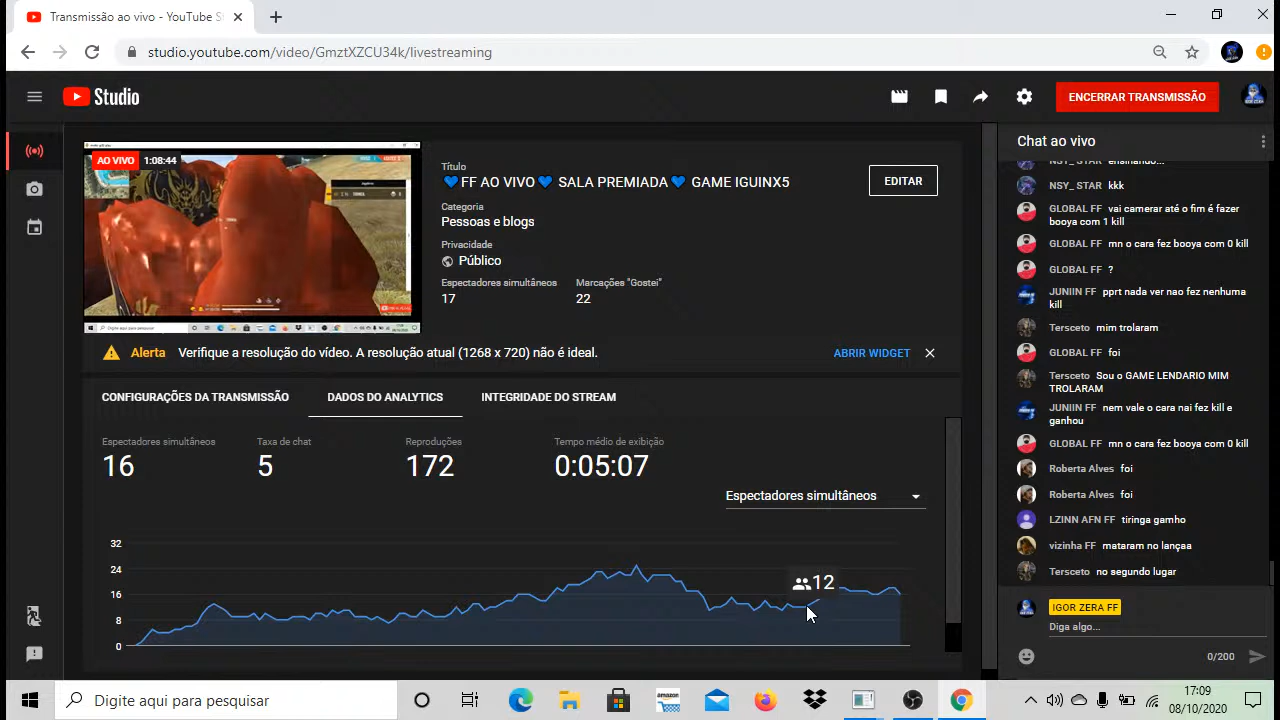 Transmissão ao vivo - YouTube S
studio.youtube.com/video/GmztXZCU34k/livestreaming
Studio
ENCERRAR TRANSMISSÃO
AO VIVO 1:08:44
Título
💙FF AO VIVO💙 SALA PREMIADA💙 GAME IGUINX5
EDITAR
Categoria
Pessoas e blogs
Privacidade
Público
Espectadores simultâneos Marcações "Gostei"
17 22
Alerta Verifique a resolução do vídeo. A resolução atual (1268 x 720) não é ideal. ABRIR WIDGET
CONFIGURAÇÕES DA TRANSMISSÃO DADOS DO ANALYTICS INTEGRIDADE DO STREAM
Espectadores simultâneos Taxa de chat Reproduções Tempo médio de exibição
16 5 172 0:05:07
Espectadores simultâneos
32
24
16
8
0
12
Chat ao vivo
NSY_ STAR
NSY_ STAR kkk
GLOBAL FF vai camerar até o fim é fazer
booya com 1 kill
GLOBAL FF mn o cara fez booya com 0 kill
GLOBAL FF ?
JUNIIN FF pprt nada ver nao fez nenhuma
kill
Tersceto mim trolaram
GLOBAL FF foi
Tersceto Sou o GAME LENDARIO MIM
TROLARAM
JUNIIN FF nem vale o cara nai fez kill e
ganhou
GLOBAL FF mn o cara fez booya com 0 kill
Roberta Alves foi
Roberta Alves foi
LZINN AFN FF tiringa gamho
vizinha FF mataram no lançaa
Tersceto no segundo lugar
IGOR ZERA FF
Diga algo...
0/200
Digite aqui para pesquisar
amazon
17:09
08/10/2020